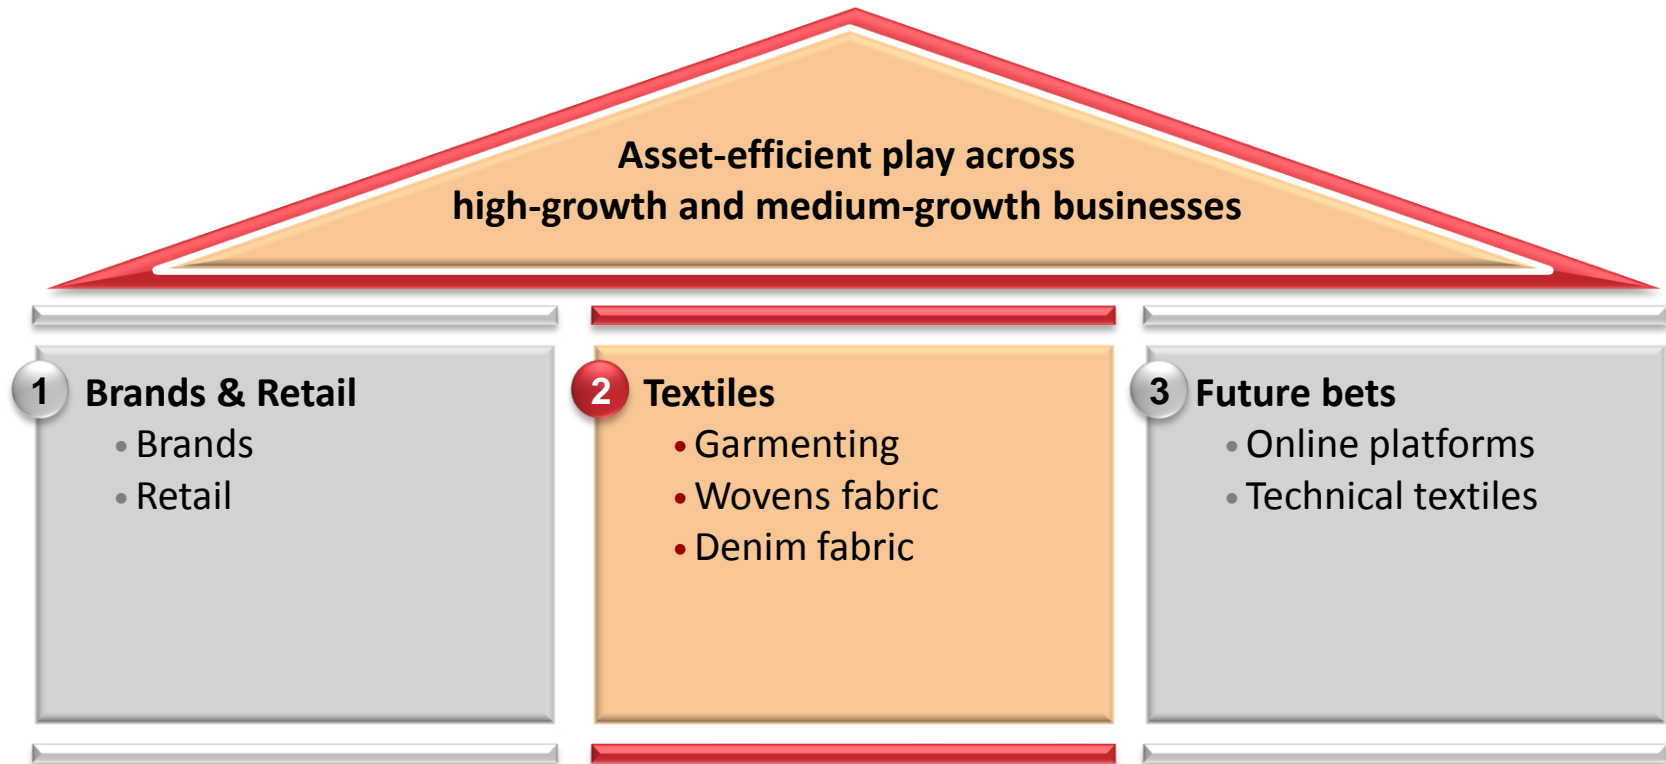 Asset-efficient play across
high-growth and medium-growth businesses
1 Brands & Retail
• Brands
• Retail
2 Textiles
• Garmenting
• Wovens fabric
• Denim fabric
3 Future bets
• Online platforms
• Technical textiles